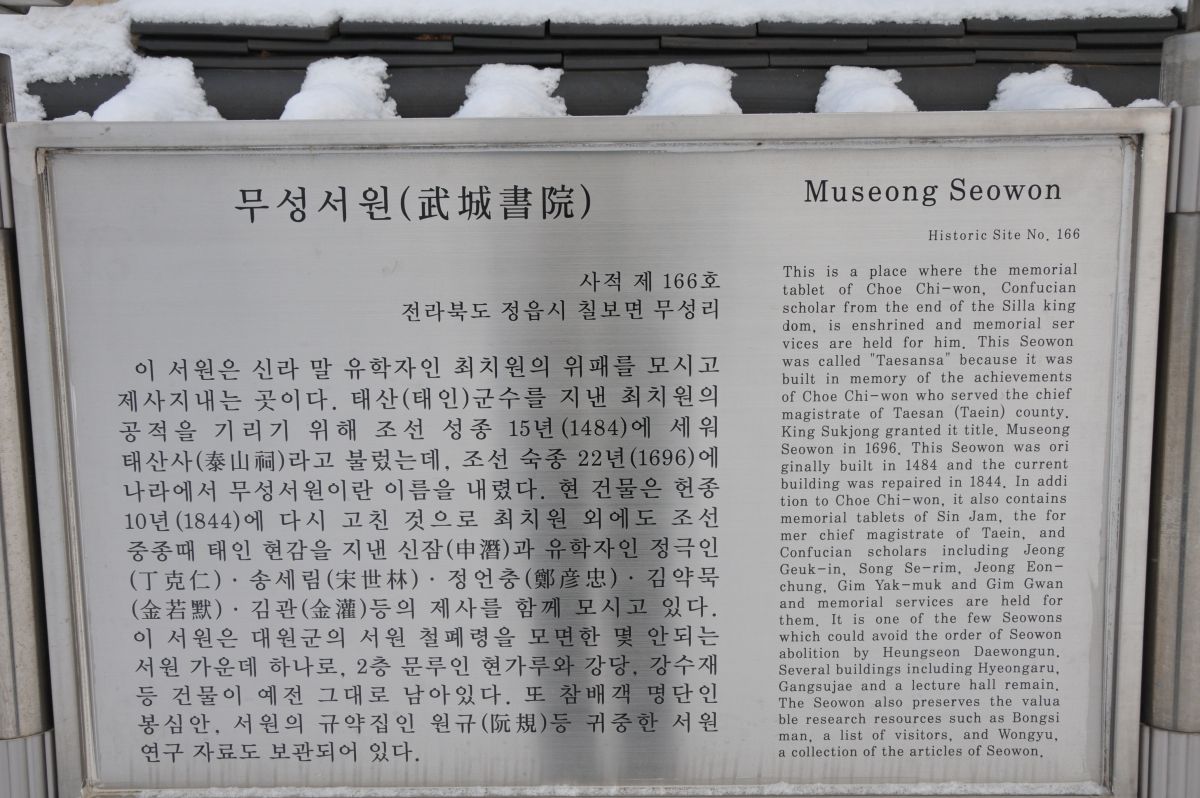 무성서원(武城書院)
사적 제 166호
전라북도 정읍시 칠보면 무성리
이 서원은 신라 말 유학자인 최치원의 위패를 모시고
제사지내는 곳이다. 태산(태인)군수를 지낸 최치원의
공적을 기리기 위해 조선 성종 15년(1484)에 세워
태산사(泰山祠)라고 불렀는데, 조선 숙종 22년(1696)에
나라에서 무성서원이란 이름을 내렸다. 현 건물은 헌종
10년(1844)에 다시 고친 것으로 최치원 외에도 조선
중종때 태인 현감을 지낸 신잠(申潛)과 유학자인 정극인
(丁克仁)·송세림(宋世林)·정언충(鄭彦忠)·김약묵
(金若默)·김관(金灌)등의 제사를 함께 모시고 있다.
이 서원은 대원군의 서원 철폐령을 모면한 몇 안되는
서원 가운데 하나로, 2층 문루인 현가루와 강당, 강수재
등 건물이 예전 그대로 남아있다. 또 참배객 명단인
봉심안, 서원의 규약집인 원규(阮規)등 귀중한 서원
연구 자료도 보관되어 있다.
Museong Seowon
Historic Site No. 166
This is a place where the memorial
tablet of Choe Chi-won, Confucian
scholar from the end of the Silla king
dom, is enshrined and memorial ser
vices are held for him. This Seowon
was called "Taesansa" because it was
built in memory of the achievements
of Choe Chi-won who served the chief
magistrate of Taesan (Taein) county.
King Sukjong granted it title, Museong
Seowon in 1696. This Seowon was ori
ginally built in 1484 and the current
building was repaired in 1844. In addi
tion to Choe Chi-won, it also contains
memorial tablets of Sin Jam, the for
mer chief magistrate of Taein, and
Confucian scholars including Jeong
Geuk-in, Song Se-rim, Jeong Eon-
chung, Gim Yak-muk and Gim Gwan
and memorial services are held for
them. It is one of the few Seowons
which could avoid the order of Seowon
abolition by Heungseon Daewongun.
Several buildings including Hyeongaru,
Gangsujae and a lecture hall remain.
The Seowon also preserves the valua
ble research resources such as Bongsi
man, a list of visitors, and Wongyu,
a collection of the articles of Seowon.